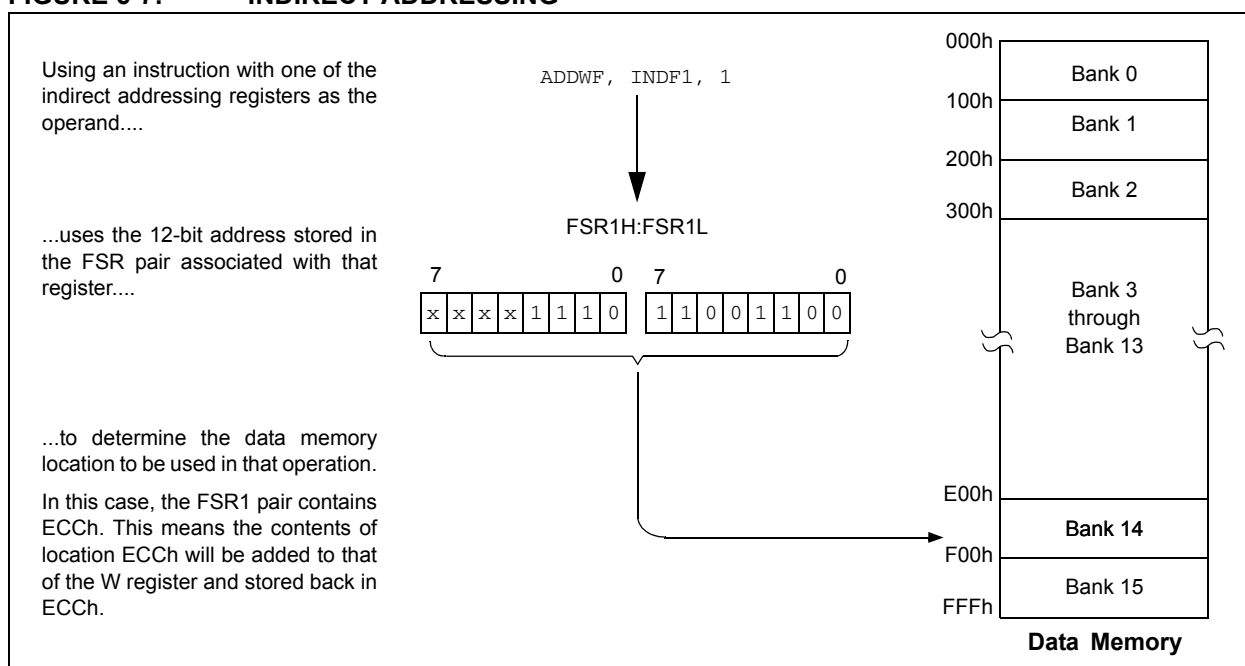 FIGURE 6-7: INDIRECT ADDRESSING
Using an instruction with one of the
indirect addressing registers as the
operand....
ADDWF, INDF1, 1
...uses the 12-bit address stored in
the FSR pair associated with that
register....
FSR1H:FSR1L
7 0 7 0
x x x x 1 1 1 0 1 1 0 0 1 1 0 0
...to determine the data memory
location to be used in that operation.
In this case, the FSR1 pair contains
ECCh. This means the contents of
location ECCh will be added to that
of the W register and stored back in
ECCh.
000h
Bank 0
100h
Bank 1
200h
Bank 2
300h
Bank 3
through
Bank 13
E00h
Bank 14
F00h
Bank 15
FFFh
Data Memory